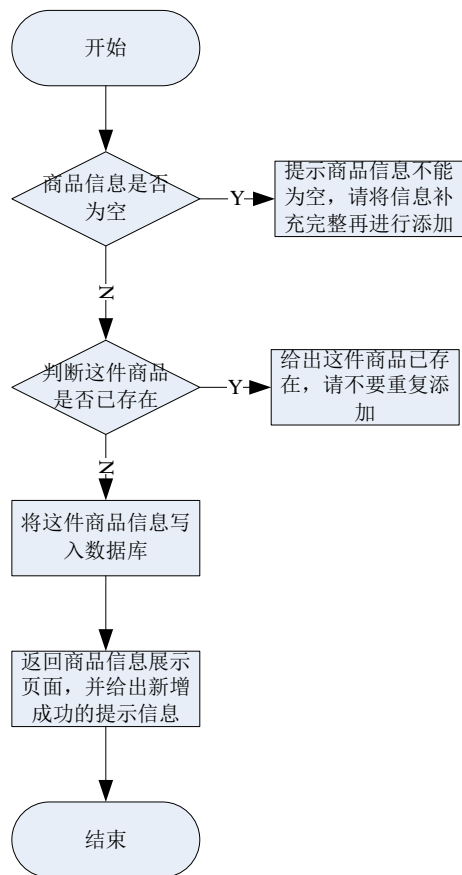 开始
商品信息是否
为空
Y
提示商品信息不能
为空，请将信息补
充完整再进行添加
N
判断这件商品
是否已存在
Y
给出这件商品已存
在，请不要重复添
加
N
将这件商品信息写
入数据库
返回商品信息展示
页面，并给出新增
成功的提示信息
结束